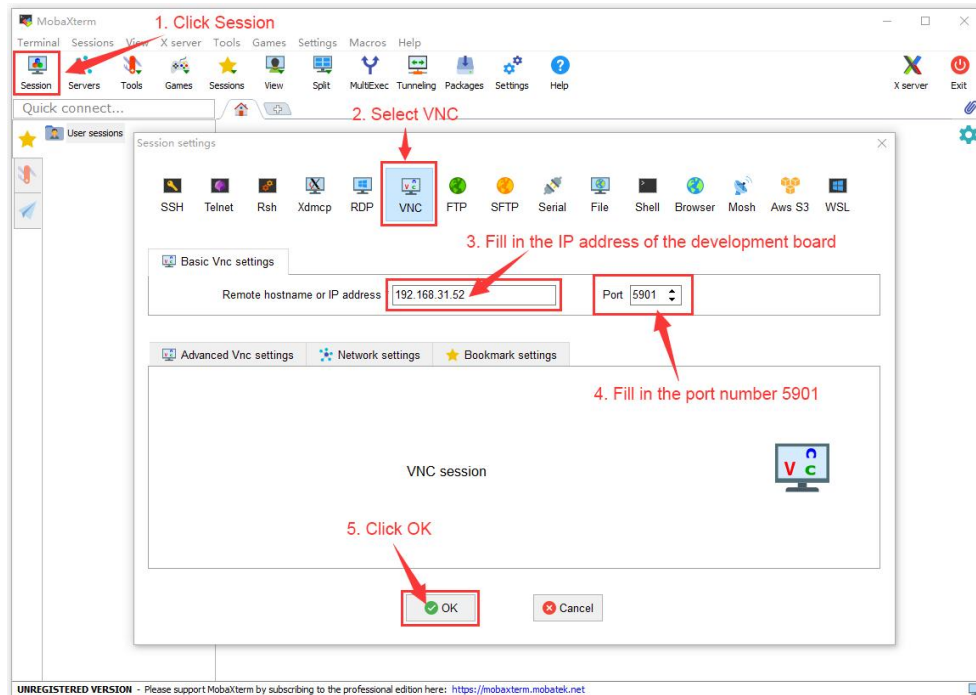 MobaXterm
1. Click Session
Terminal Sessions View X server Tools Games Settings Macros Help
Session Servers Tools Games Sessions View Split MultiExec Tunneling Packages Settings Help X server Exit
Quick connect...
2. Select VNC
User sessions
Session settings
SSH Telnet Rsh Xdmcp RDP VNC FTP SFTP Serial File Shell Browser Mosh Aws S3 WSL
3. Fill in the IP address of the development board
Basic Vnc settings
Remote hostname or IP address * 192.168.31.52 Port 5901
Advanced Vnc settings Network settings Bookmark settings
4. Fill in the port number 5901
VNC session
5. Click OK
OK Cancel
UNREGISTERED VERSION - Please support MobaXterm by subscribing to the professional edition here: https://mobaxterm.mobatek.net